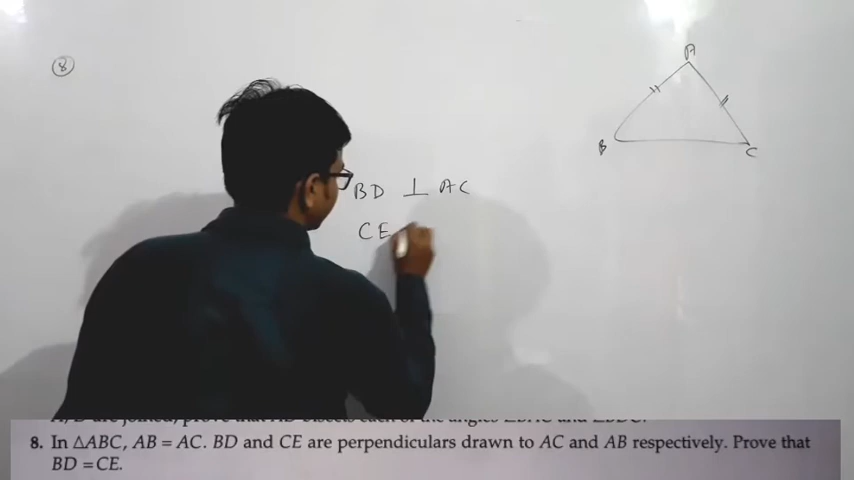 8
A
B
C
BD ⊥ AC
CE
8. In △ABC, AB = AC. BD and CE are perpendiculars drawn to AC and AB respectively. Prove that
BD = CE.